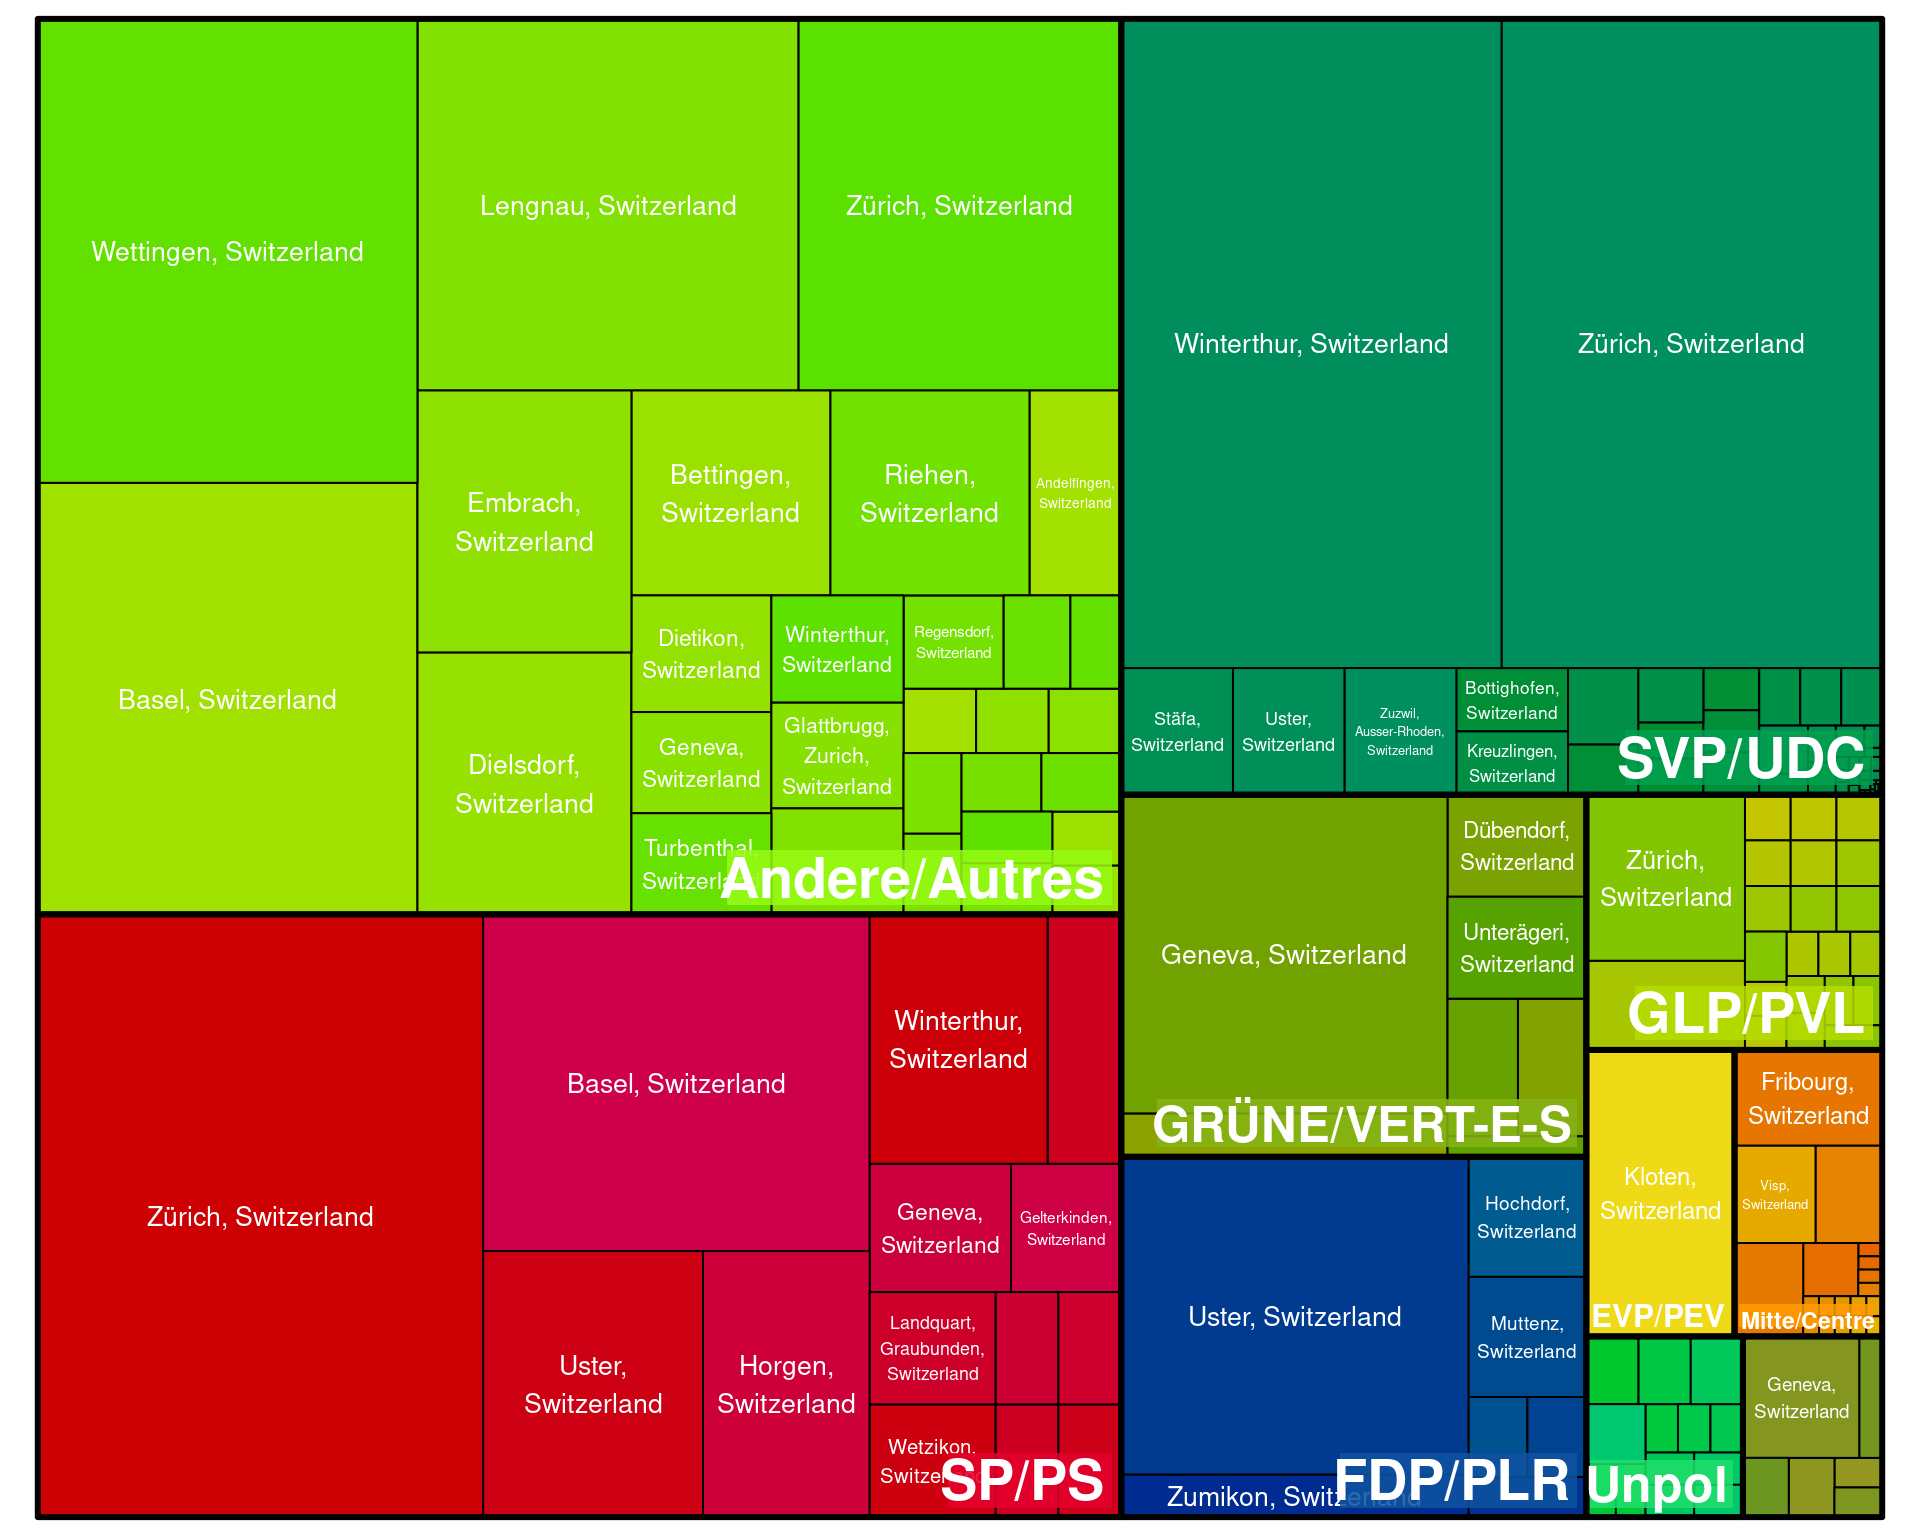 Wettingen, Switzerland
Lengnau, Switzerland
Zürich, Switzerland
Basel, Switzerland
Embrach,
Switzerland
Bettingen,
Switzerland
Riehen,
Switzerland
Andelfingen,
Switzerland
Dielsdorf,
Switzerland
Dietikon,
Switzerland
Winterthur,
Switzerland
Regensdorf,
Switzerland
Geneva,
Switzerland
Glattbrugg,
Zurich,
Switzerland
Turbenthal,
Switzerland
Andere/Autres
Winterthur, Switzerland
Zürich, Switzerland
Stäfa,
Switzerland
Uster,
Switzerland
Zuzwil,
Ausser-Rhoden,
Switzerland
Bottighofen,
Switzerland
Kreuzlingen,
Switzerland
SVP/UDC
Zürich, Switzerland
Basel, Switzerland
Winterthur,
Switzerland
Uster,
Switzerland
Horgen,
Switzerland
Geneva,
Switzerland
Gelterkinden,
Switzerland
Landquart,
Graubunden,
Switzerland
Wetzikon,
Switzerland
SP/PS
Geneva, Switzerland
Dübendorf,
Switzerland
Unterägeri,
Switzerland
GRÜNE/VERT-E-S
Zürich,
Switzerland
GLP/PVL
Uster, Switzerland
Hochdorf,
Switzerland
Muttenz,
Switzerland
Zumikon, Switzerland
FDP/PLR
Kloten,
Switzerland
EVP/PEV
Fribourg,
Switzerland
Visp,
Switzerland
Mitte/Centre
Unpol
Geneva,
Switzerland